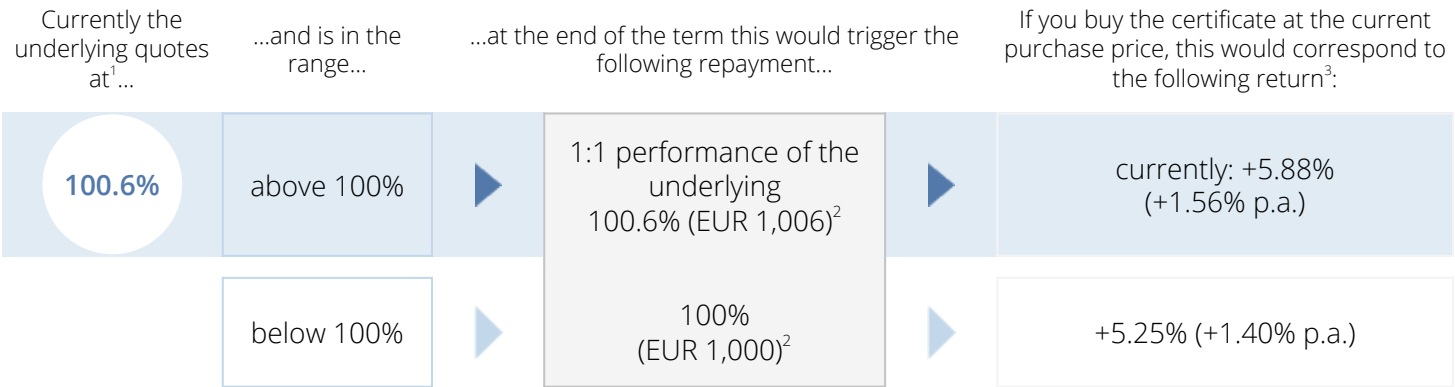 Currently the
underlying quotes
at¹...
...and is in the
range...
...at the end of the term this would trigger the
following repayment...
If you buy the certificate at the current
purchase price, this would correspond to
the following return³:
100.6%
above 100%
1:1 performance of the
underlying
100.6% (EUR 1,006)²
currently: +5.88%
(+1.56% p.a.)
below 100%
100%
(EUR 1,000)²
+5.25% (+1.40% p.a.)